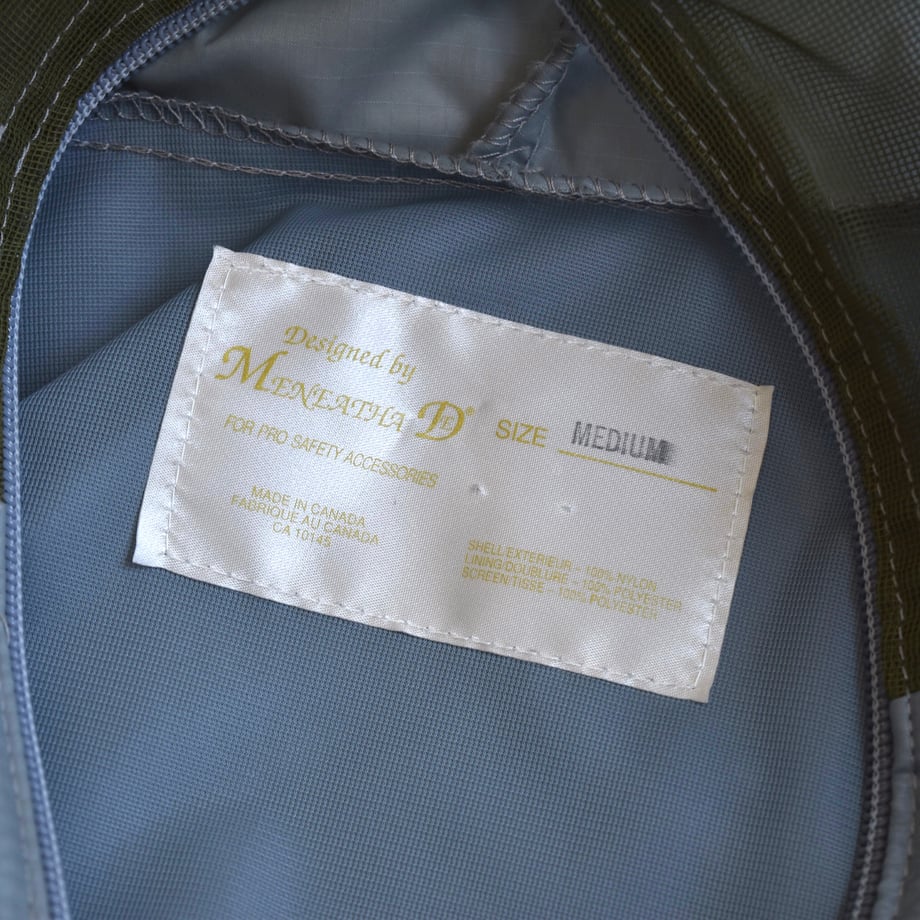 Designed by
MENEATHA D®
FOR PRO SAFETY ACCESSORIES
MADE IN CANADA
FABRIQUE AU CANADA
CA 10145
SIZE MEDIUM
SHELL/EXTERIEUR - 100% NYLON
LINING/DOUBLURE - 100% POLYESTER
SCREEN TISSE - 100% POLYESTER